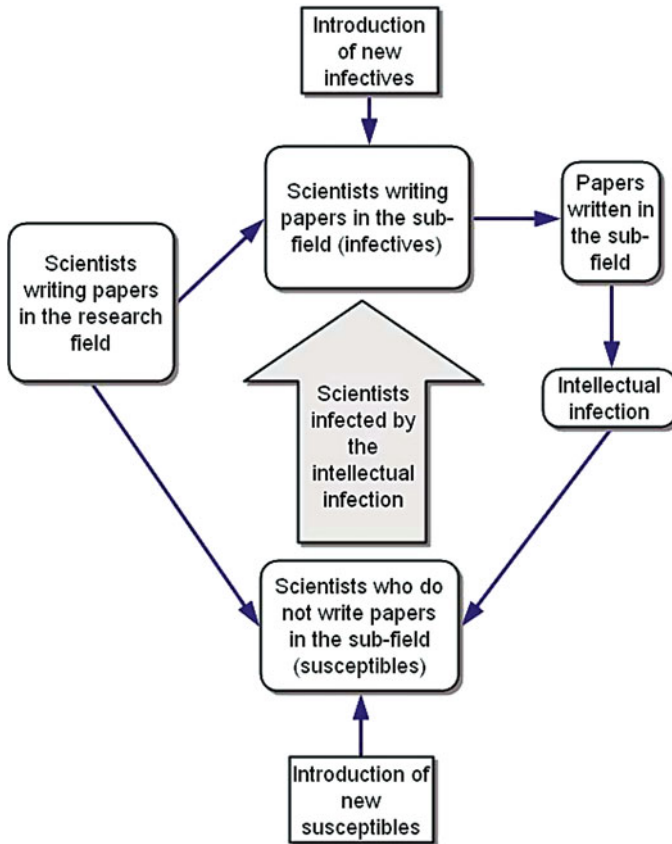 Introduction
of new
infectives
Scientists writing
papers in the sub-
field (infectives)
Papers
written in
the sub-
field
Scientists
writing papers
in the research
field
Intellectual
infection
Scientists
infected by
the
intellectual
infection
Scientists who do
not write papers
in the sub-field
(susceptibles)
Introduction of
new
susceptibles